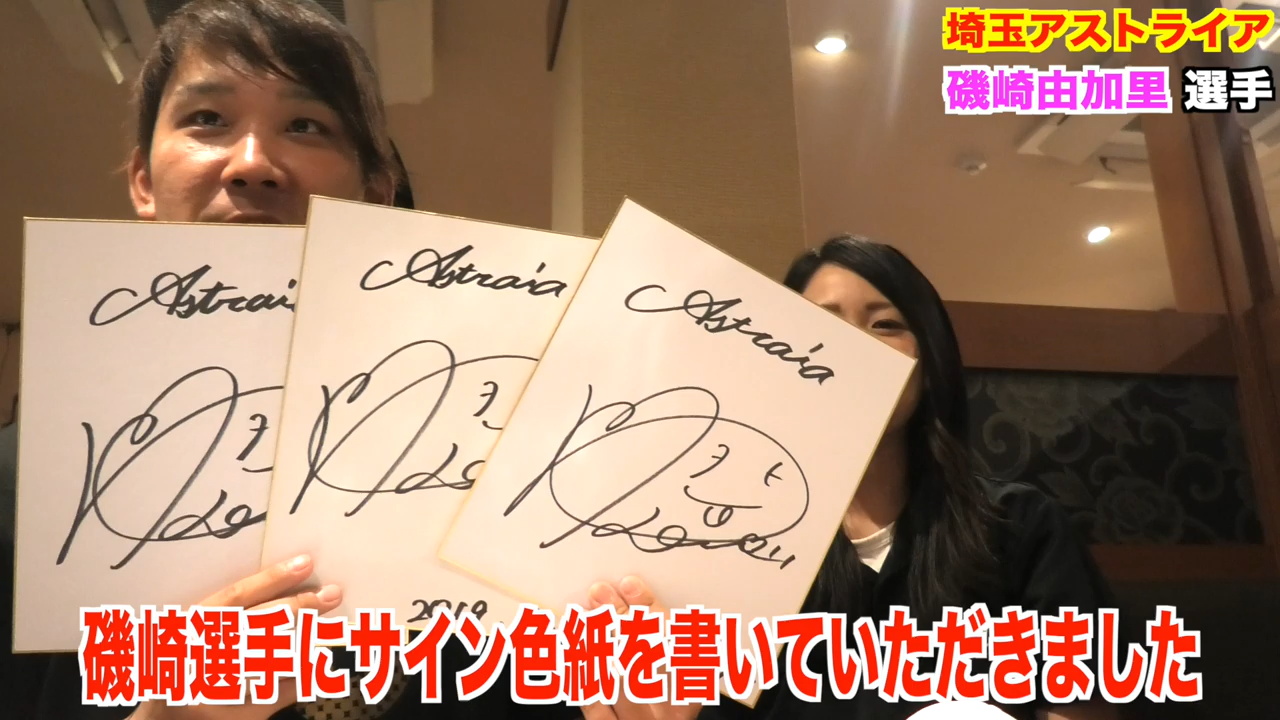 埼玉アストライア
磯崎由加里 選手
Astraia
Astraia
Astraia
2019
磯崎選手にサイン色紙を書いていただきました